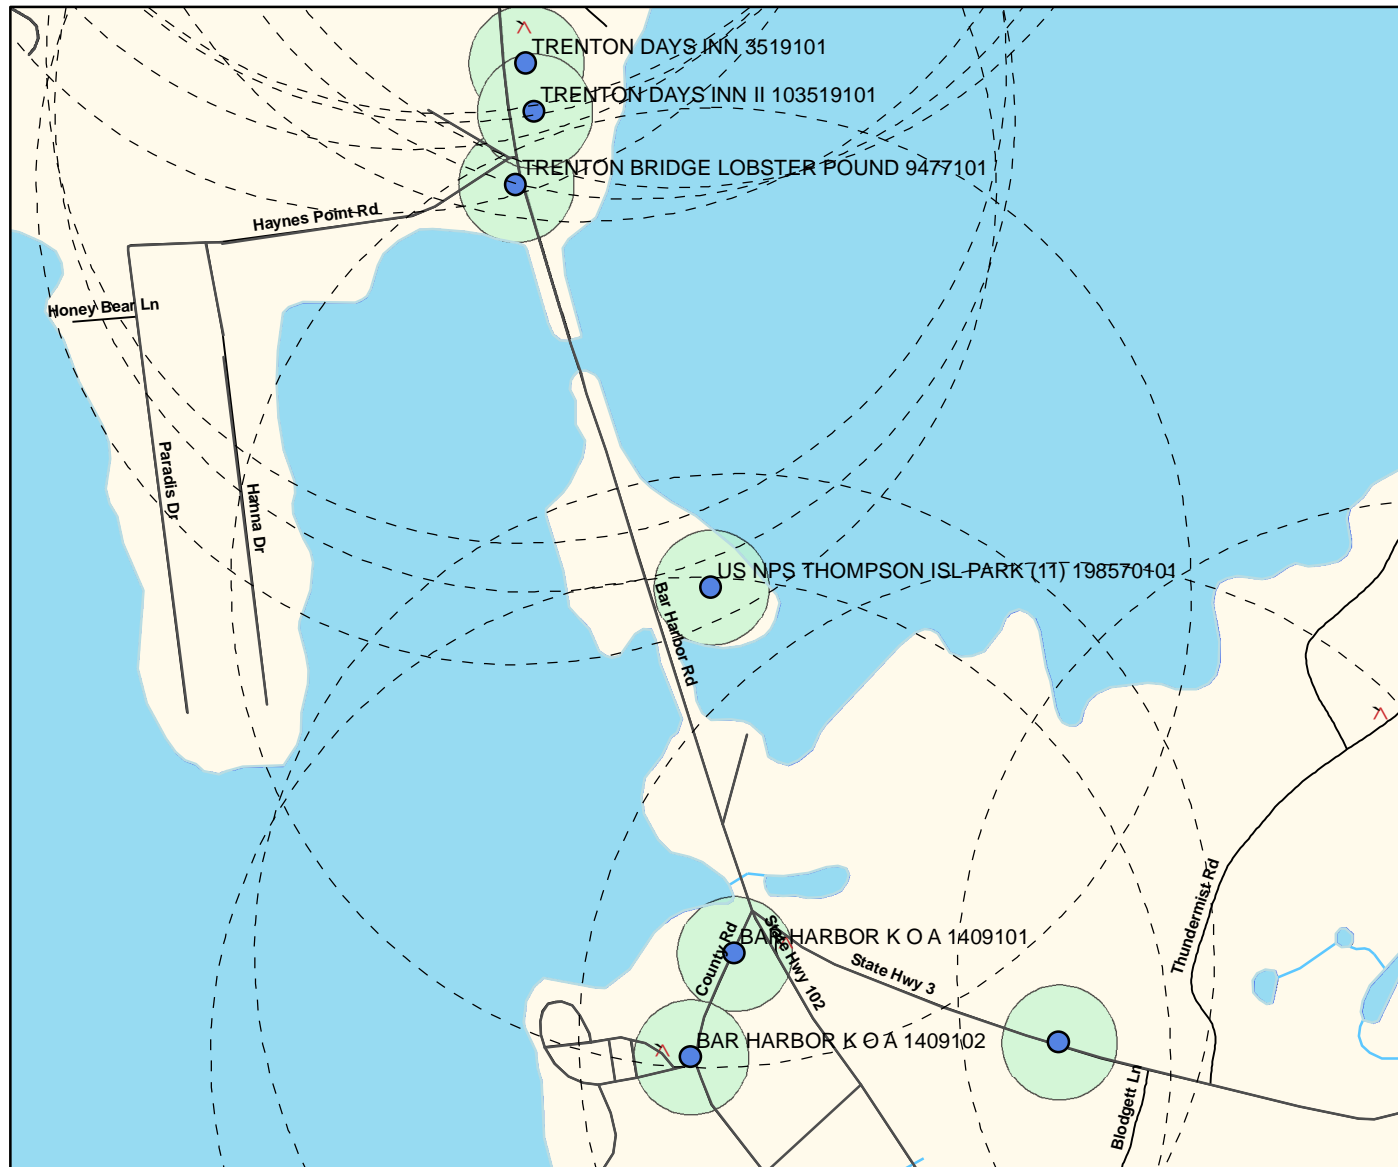 TRENTON DAYS INN 3519101
TRENTON DAYS INN II 103519101
TRENTON BRIDGE LOBSTER POUND 9477101
Haynes Point Rd
Honey Bear Ln
Paradis Dr
Hanna Dr
US NPS THOMPSON ISL PARK (11) 198570101
Bar Harbor Rd
Thundermist Rd
BAR HARBOR K O A 1409101
County Rd
State Hwy 102
State Hwy 3
BAR HARBOR K O A 1409102
Blodgett Ln